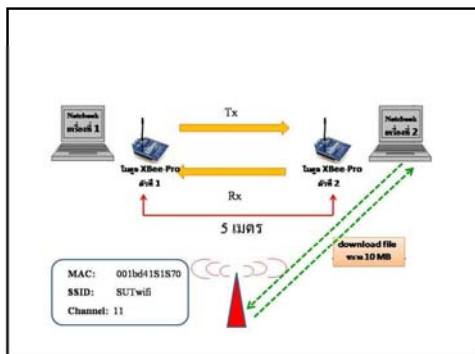 Notebook
เครื่องที่ 1
Notebook
เครื่องที่ 2
Tx
โมดูล XBee-Pro
ตัวที่ 1
โมดูล XBee-Pro
ตัวที่ 2
Rx
5 เมตร
download file
ขนาด 10 MB
MAC: 001bd41S1S70
SSID: SUTwifi
Channel: 11